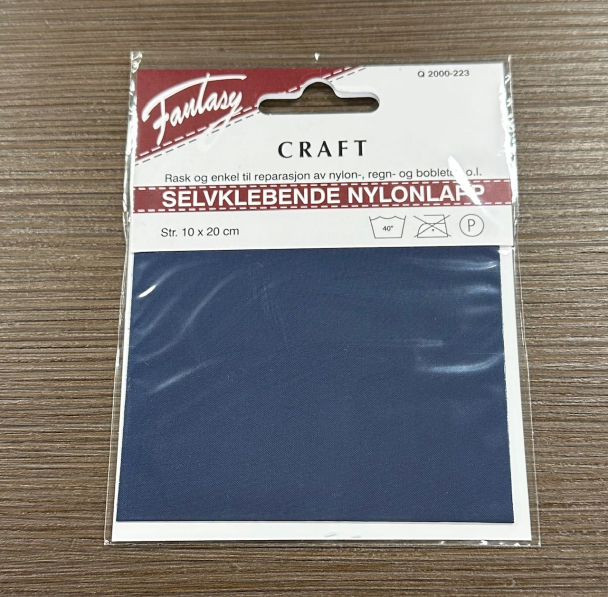 Q 2000-223
Fantasy
CRAFT
Rask og enkel til reparasjon av nylon-, regn- og bobletøy o.l.
SELVKLEBENDE NYLONLAPP
Str. 10 x 20 cm
40°
P